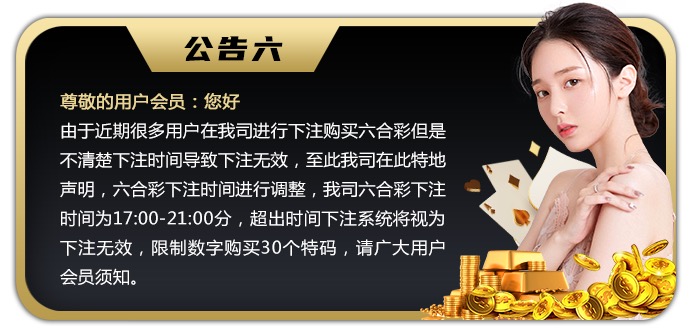 公告六
尊敬的用户会员：您好
由于近期很多用户在我司进行下注购买六合彩但是
不清楚下注时间导致下注无效，至此我司在此特地
声明，六合彩下注时间进行调整，我司六合彩下注
时间为17:00-21:00分，超出时间下注系统将视为
下注无效，限制数字购买30个特码，请广大用户
会员须知。